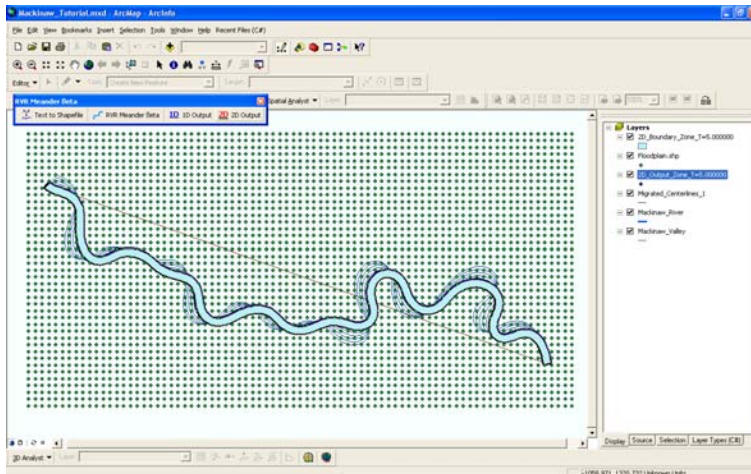 Mackinaw_Tutorial.mxd - ArcMap - ArcInfo
File Edit View Bookmarks Insert Selection Tools Window Help Recent Files (C#)
Editor Task: Create New Feature Target:
RVR Meander Beta
Text to Shapefile RVR Meander Beta 1D 1D Output 2D 2D Output
Spatial Analyst Layer:
Layers
2D_Boundary_Zone_T=5.000000
Floodplain.shp
2D_Output_Zone_T=5.000000
Migrated_Centerlines_1
Mackinaw_River
Mackinaw_Valley
Display Source Selection Layer Types (C#)
3D Analyst Layer:
Unknown Units